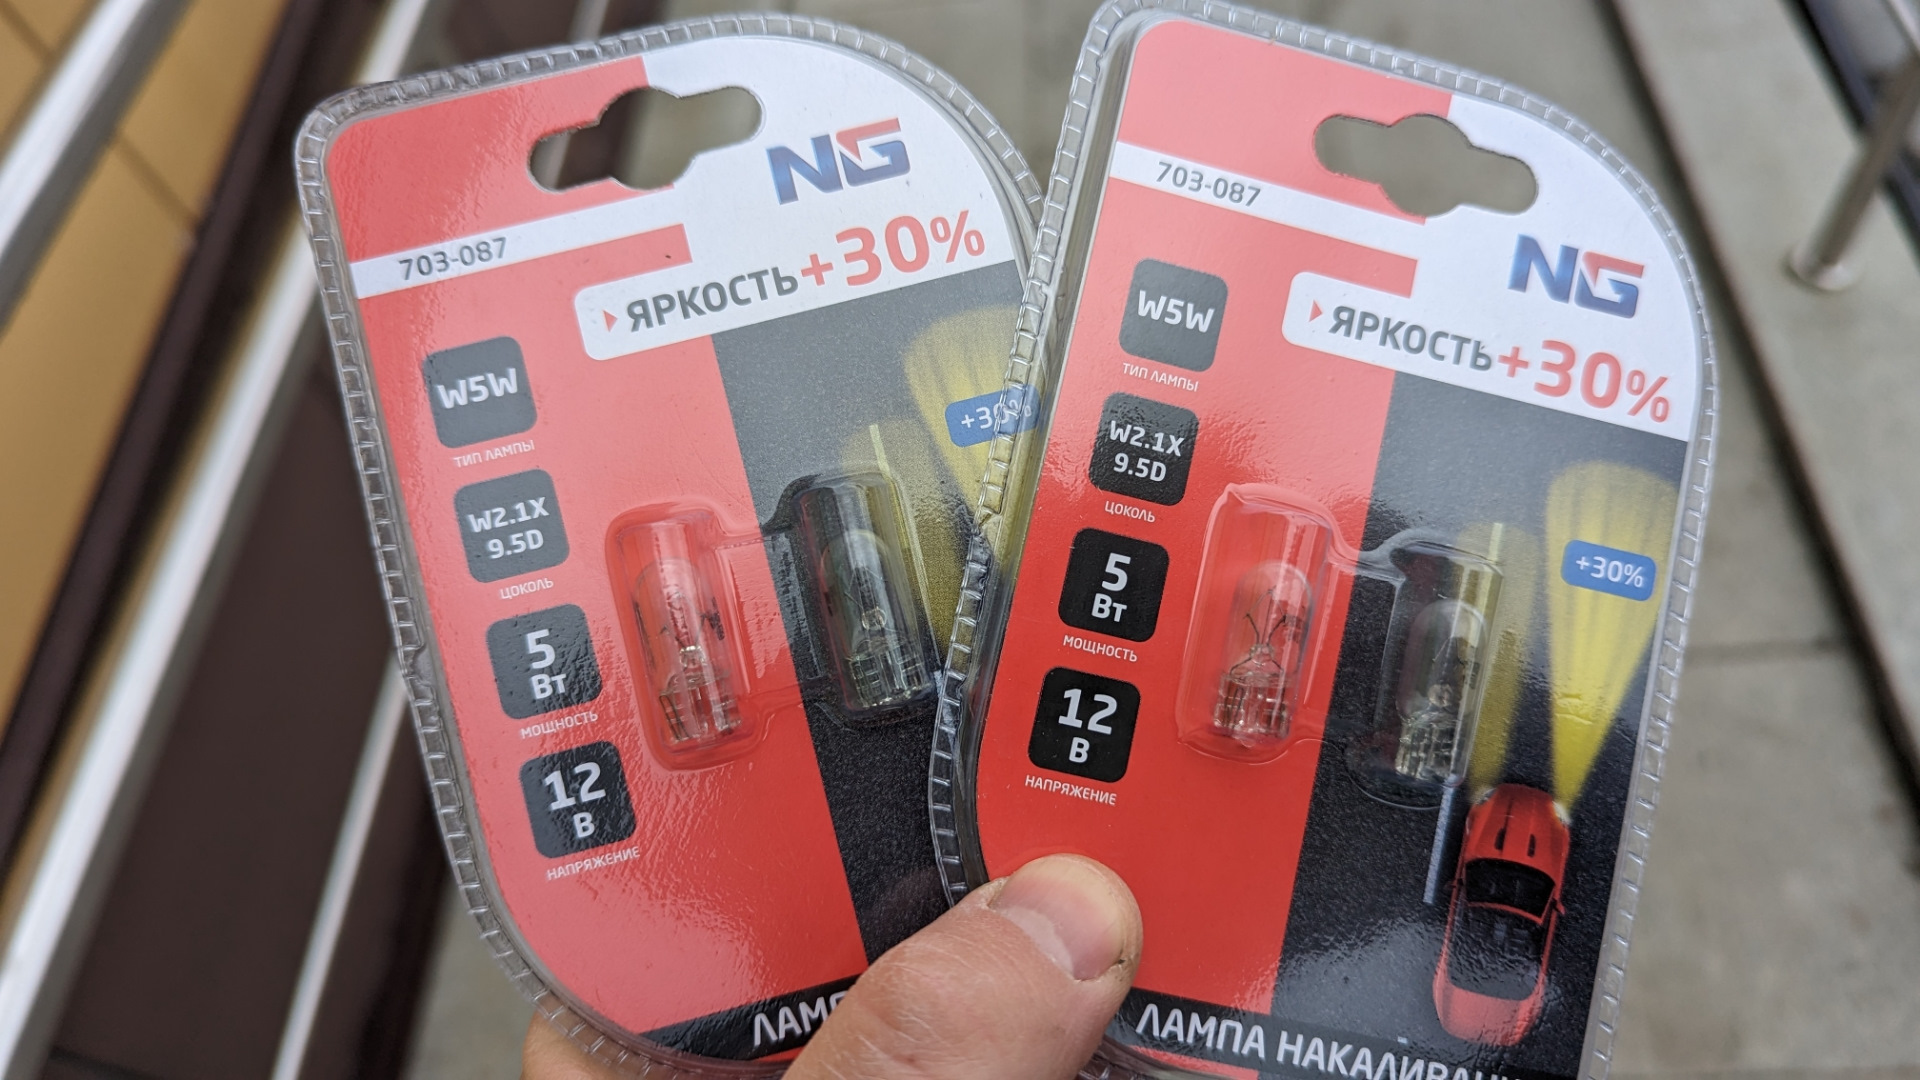 NG
703-087
ЯРКОСТЬ +30%
W5W
ТИП ЛАМПЫ
+30%
W2.1X
9.5D
ЦОКОЛЬ
5
Вт
МОЩНОСТЬ
12
В
НАПРЯЖЕНИЕ
NG
703-087
ЯРКОСТЬ +30%
W5W
ТИП ЛАМПЫ
W2.1X
9.5D
ЦОКОЛЬ
+30%
5
Вт
МОЩНОСТЬ
12
В
НАПРЯЖЕНИЕ
ЛАМПА